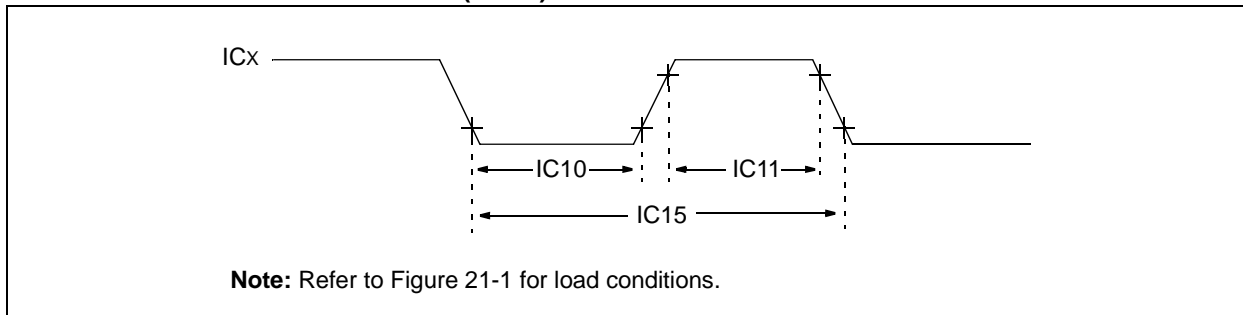 ICX
IC10
IC11
IC15
Note: Refer to Figure 21-1 for load conditions.